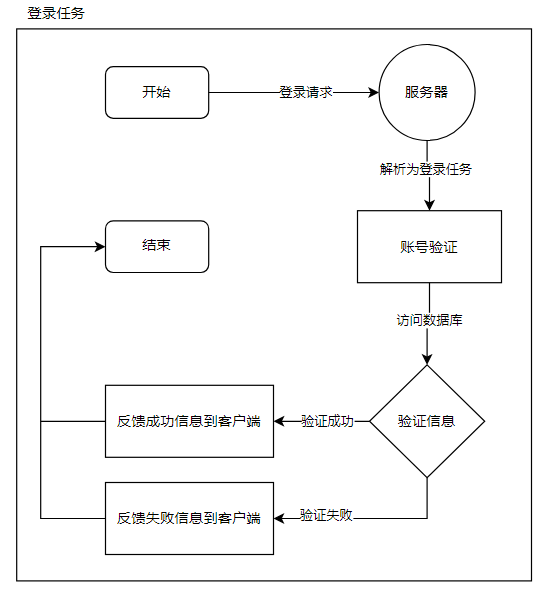 登录任务
开始
登录请求
服务器
解析为登录任务
结束
账号验证
访问数据库
反馈成功信息到客户端
验证成功
验证信息
反馈失败信息到客户端
验证失败